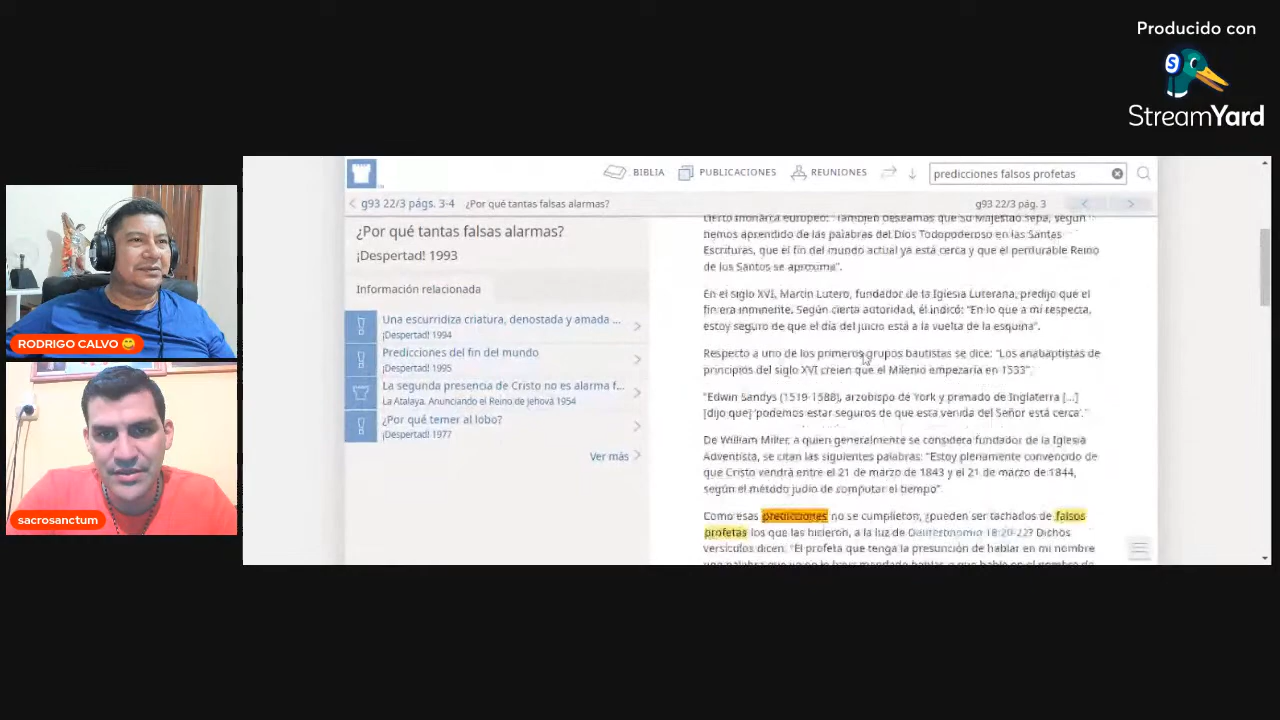 Producido con
StreamYard
BIBLIA
PUBLICACIONES
REUNIONES
predicciones falsos profetas
g93 22/3 págs. 3-4 ¿Por qué tantas falsas alarmas?
g93 22/3 pág. 3
¿Por qué tantas falsas alarmas?
¡Despertad! 1993
Información relacionada
Una escurridiza criatura, denostada y amada ...
¡Despertad! 1994
Predicciones del fin del mundo
¡Despertad! 1995
La segunda presencia de Cristo no es alarma f...
La Atalaya. Anunciando el Reino de Jehová 1954
¿Por qué temer al lobo?
¡Despertad! 1977
Ver más
cierto monarca europeo: “También deseamos que Su Majestad sepa, según
hemos aprendido de las palabras del Dios Todopoderoso en las Santas
Escrituras, que el fin del mundo actual ya está cerca y que el perdurable Reino
de los Santos se aproxima”.
En el siglo XVI, Martín Lutero, fundador de la Iglesia Luterana, predijo que el
fin era inminente. Según cierta autoridad, él indicó: “En lo que a mí respecta,
estoy seguro de que el día del juicio está a la vuelta de la esquina”.
Respecto a uno de los primeros grupos bautistas se dice: “Los anabaptistas de
principios del siglo XVI creían que el Milenio empezaría en 1533”.
“Edwin Sandys (1519-1588), arzobispo de York y primado de Inglaterra [...]
[dijo que] ‘podemos estar seguros de que esta venida del Señor está cerca’.”
De William Miller, a quien generalmente se considera fundador de la Iglesia
Adventista, se citan las siguientes palabras: “Estoy plenamente convencido de
que Cristo vendrá entre el 21 de marzo de 1843 y el 21 de marzo de 1844,
según el método judío de computar el tiempo”
Como esas predicciones no se cumplieron, ¿pueden ser tachados de falsos
profetas los que las hicieron, a la luz de Deuteronomio 18:20-22? Dichos
versículos dicen: “El profeta que tenga la presunción de hablar en mi nombre
RODRIGO CALVO
sacrosanctum